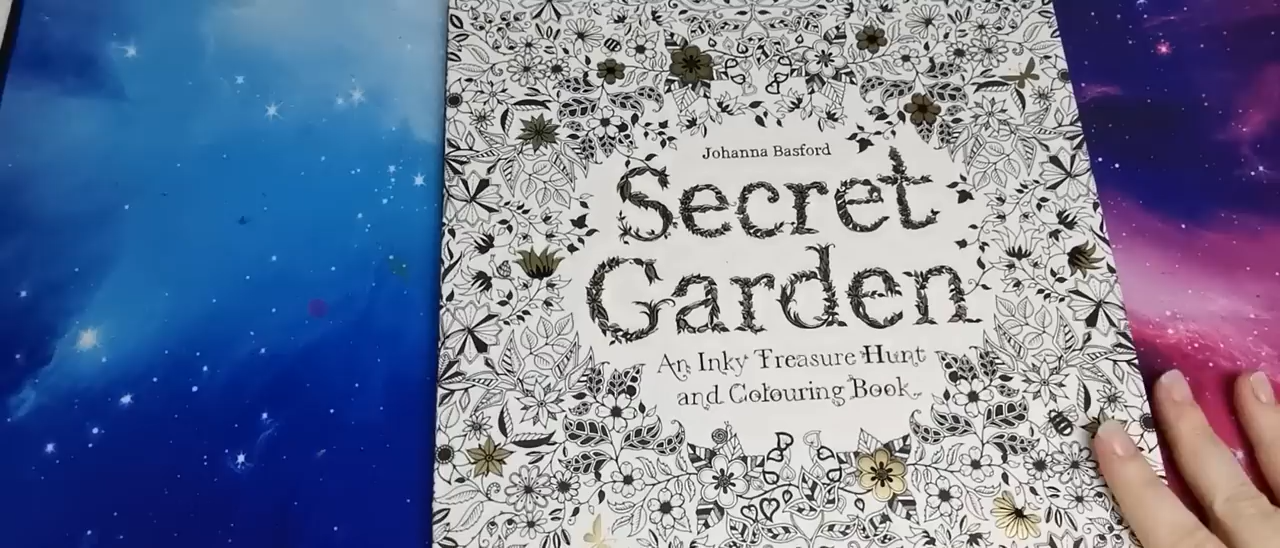 Johanna Basford
Secret
Garden
An Inky Treasure Hunt
and Colouring Book